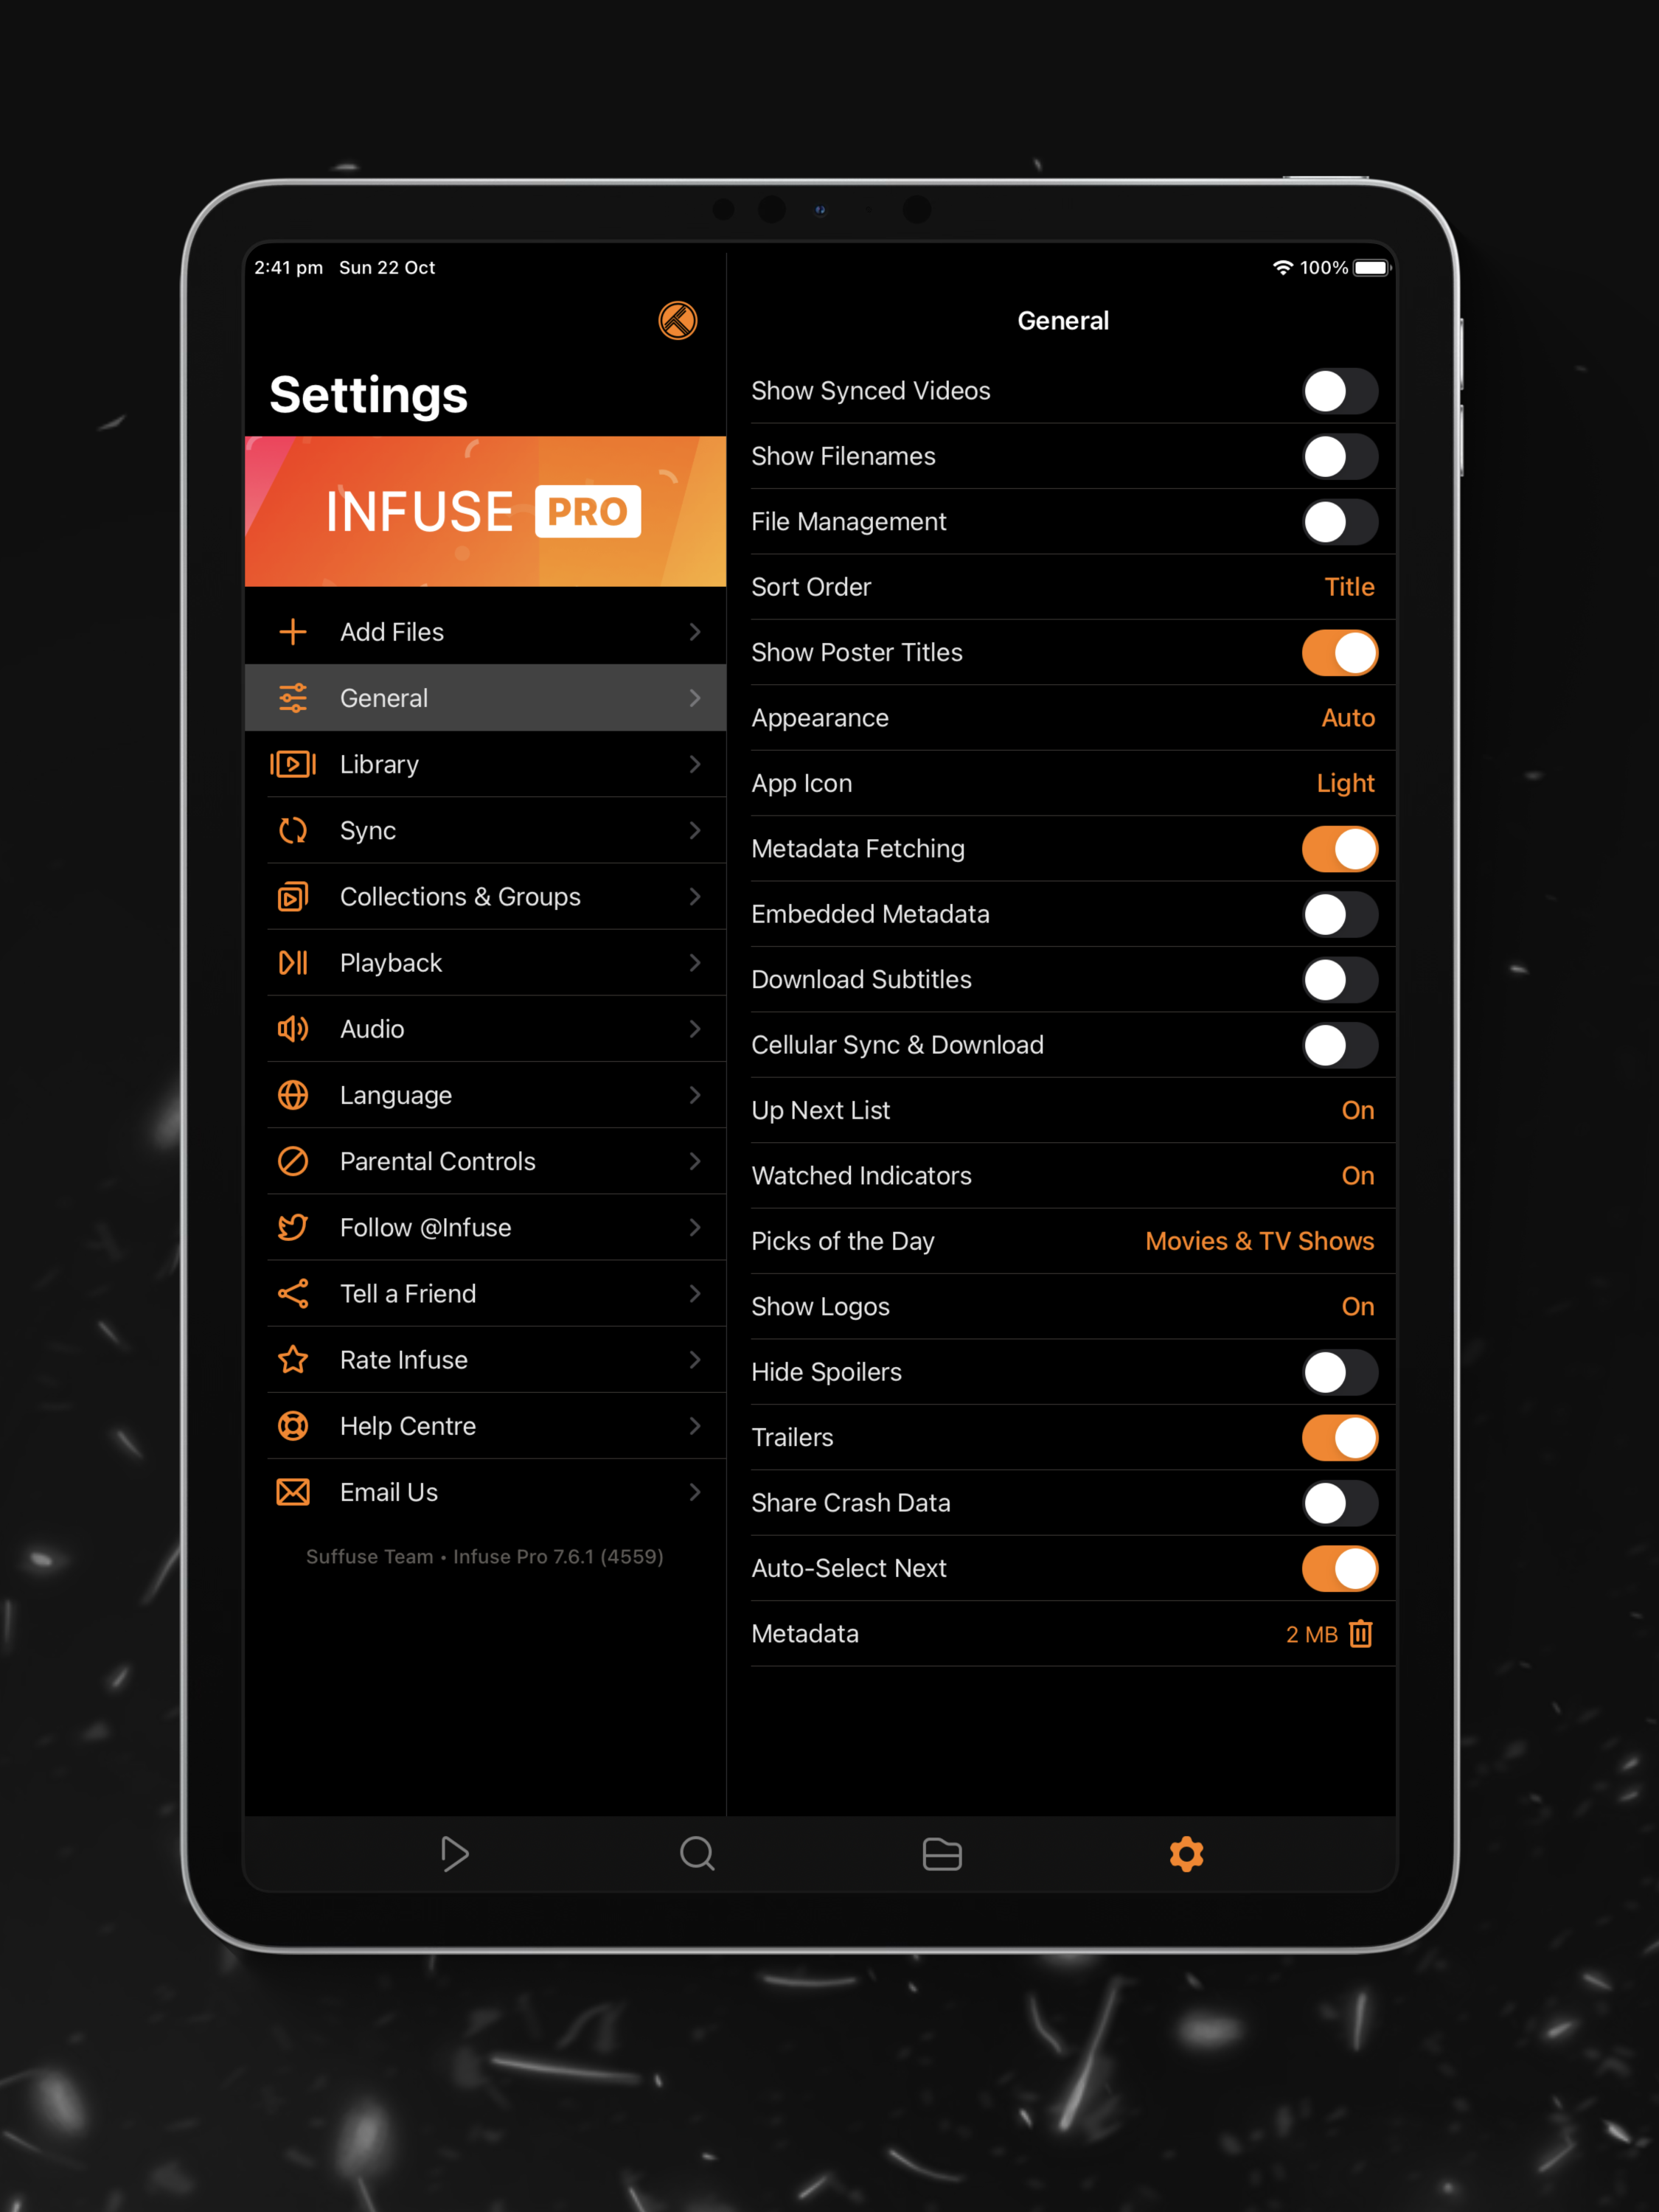 2:41 pm Sun 22 Oct
100%
Settings
INFUSE PRO
Add Files
General
Library
Sync
Collections & Groups
Playback
Audio
Language
Parental Controls
Follow @Infuse
Tell a Friend
Rate Infuse
Help Centre
Email Us
Suffuse Team • Infuse Pro 7.6.1 (4559)
General
Show Synced Videos
Show Filenames
File Management
Sort Order Title
Show Poster Titles
Appearance Auto
App Icon Light
Metadata Fetching
Embedded Metadata
Download Subtitles
Cellular Sync & Download
Up Next List On
Watched Indicators On
Picks of the Day Movies & TV Shows
Show Logos On
Hide Spoilers
Trailers
Share Crash Data
Auto-Select Next
Metadata 2 MB